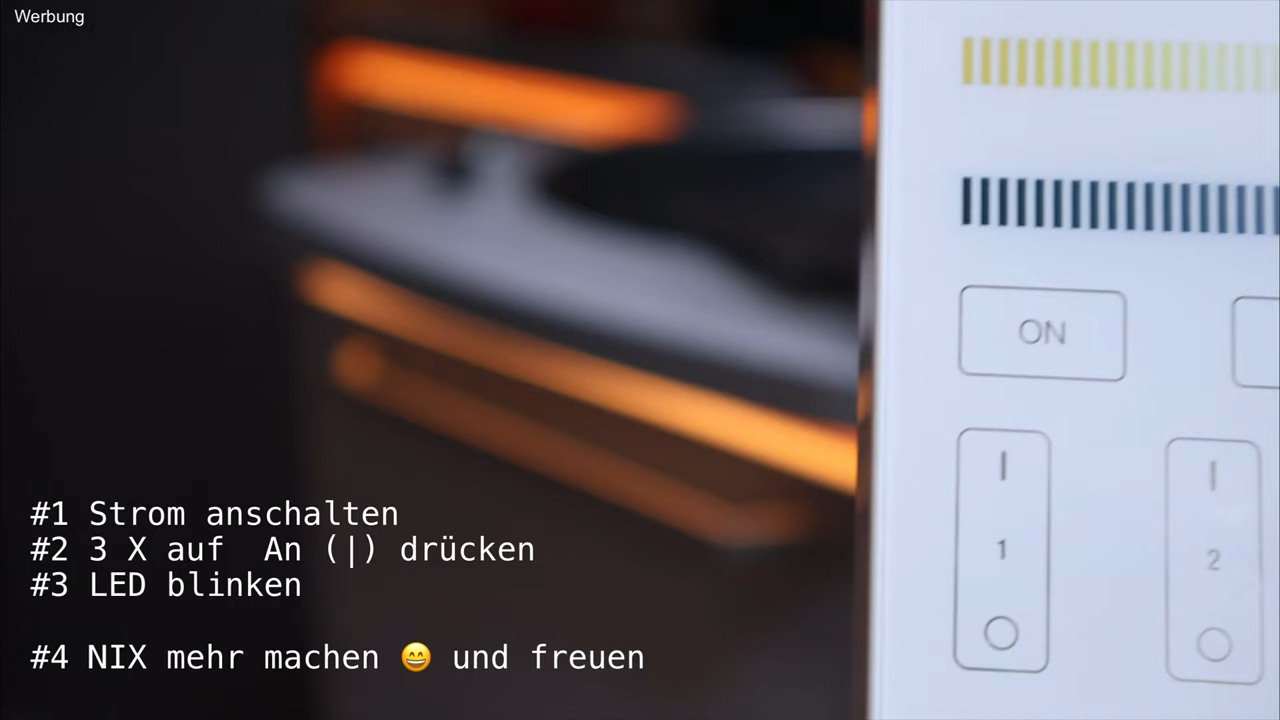 Werbung
ON
|
1
|
2
#1 Strom anschalten
#2 3 X auf  An (|) drücken
#3 LED blinken
#4 NIX mehr machen 😄 und freuen